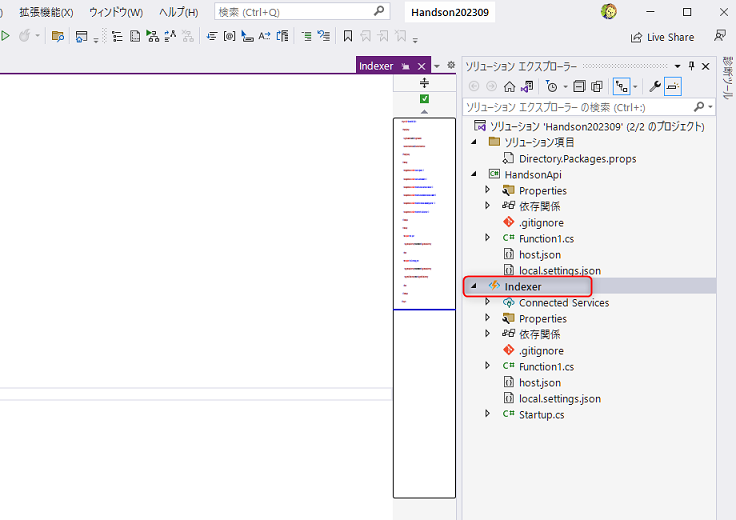 ) 拡張機能(X) ウィンドウ(W) ヘルプ(H) 検索 (Ctrl+Q) Handson202309
Live Share
Indexer
ソリューション エクスプローラー
ソリューション エクスプローラー の検索 (Ctrl+:)
ソリューション 'Handson202309' (2/2 のプロジェクト)
ソリューション項目
Directory.Packages.props
HandsonApi
Properties
依存関係
.gitignore
Function1.cs
host.json
local.settings.json
Indexer
Connected Services
Properties
依存関係
.gitignore
Function1.cs
host.json
local.settings.json
Startup.cs
診断ツール